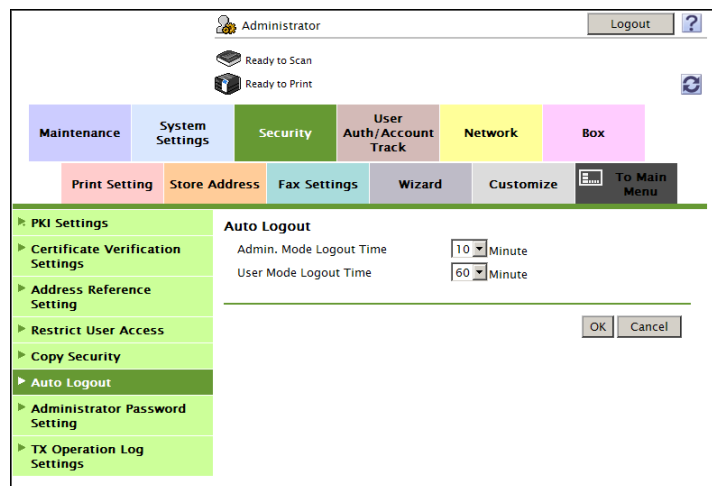 Administrator
Logout
?
Ready to Scan
Ready to Print
Maintenance
System
Settings
Security
User
Auth/Account
Track
Network
Box
Print Setting
Store Address
Fax Settings
Wizard
Customize
To Main
Menu
PKI Settings
Certificate Verification
Settings
Address Reference
Setting
Restrict User Access
Copy Security
Auto Logout
Administrator Password
Setting
TX Operation Log
Settings
Auto Logout
Admin. Mode Logout Time 10 Minute
User Mode Logout Time 60 Minute
OK Cancel